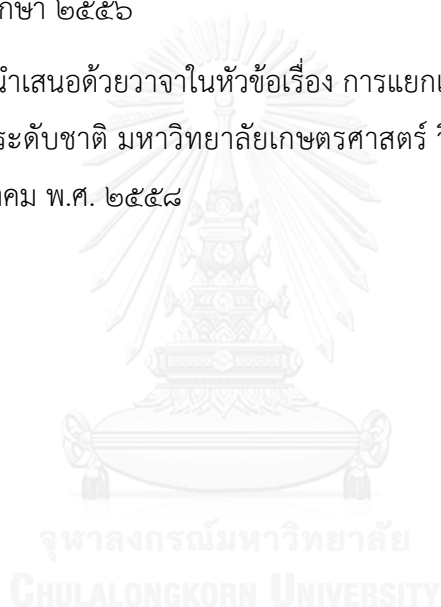 กษา ๒๕๕๖
นำเสนอด้วยวาจาในหัวข้อเรื่อง การแยกเ
ระดับชาติ มหาวิทยาลัยเกษตรศาสตร์ วิ
คม พ.ศ. ๒๕๕๘
จุฬาลงกรณ์มหาวิทยาลัย
CHULALONGKORN UNIVERSITY